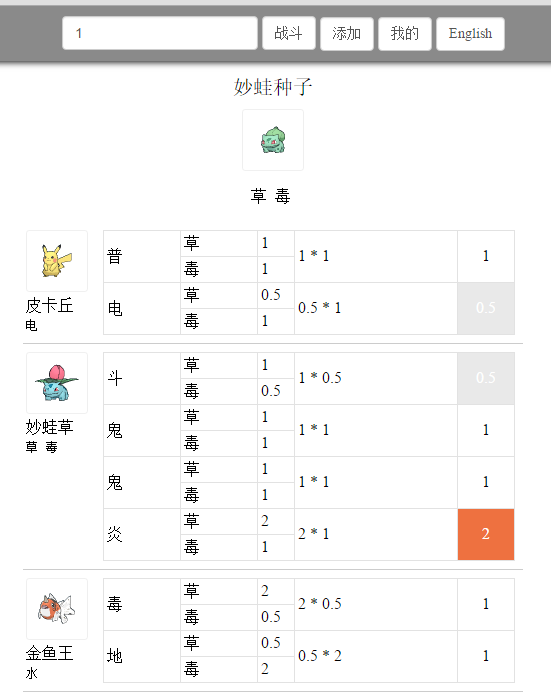 1 战斗 添加 我的 English
妙蛙种子
草 毒
普 草 1 1 * 1 1
毒 1
皮卡丘
电
电 草 0.5 0.5 * 1 0.5
毒 1
斗 草 1 1 * 0.5 0.5
毒 0.5
妙蛙草
草 毒
鬼 草 1 1 * 1 1
毒 1
鬼 草 1 1 * 1 1
毒 1
炎 草 2 2 * 1 2
毒 1
毒 草 2 2 * 0.5 1
毒 0.5
金鱼王
水
地 草 0.5 0.5 * 2 1
毒 2